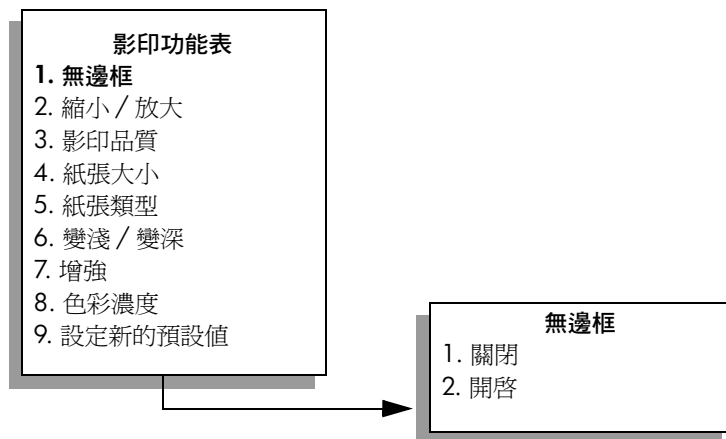 影印功能表
1. 無邊框
2. 縮小 / 放大
3. 影印品質
4. 紙張大小
5. 紙張類型
6. 變淺 / 變深
7. 增強
8. 色彩濃度
9. 設定新的預設值
無邊框
1. 關閉
2. 開啓